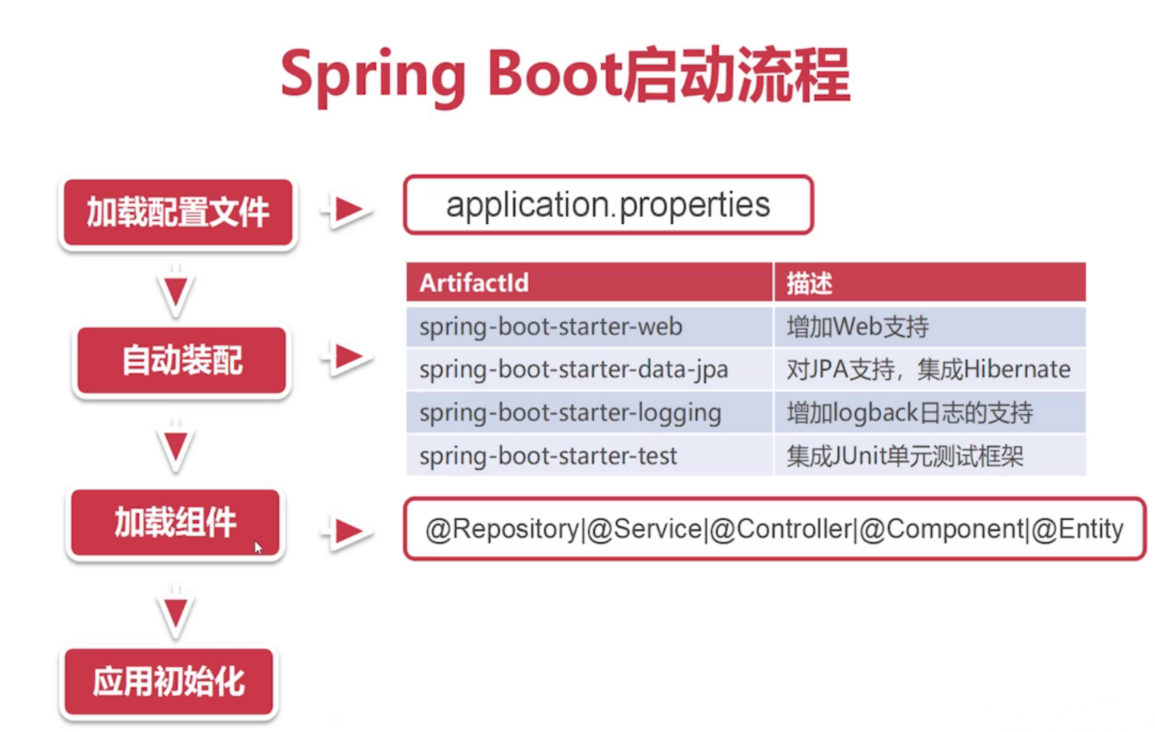 Spring Boot启动流程
加载配置文件
application.properties
自动装配
ArtifactId 描述
spring-boot-starter-web 增加Web支持
spring-boot-starter-data-jpa 对JPA支持，集成Hibernate
spring-boot-starter-logging 增加logback日志的支持
spring-boot-starter-test 集成JUnit单元测试框架
加载组件
@Repository|@Service|@Controller|@Component|@Entity
应用初始化